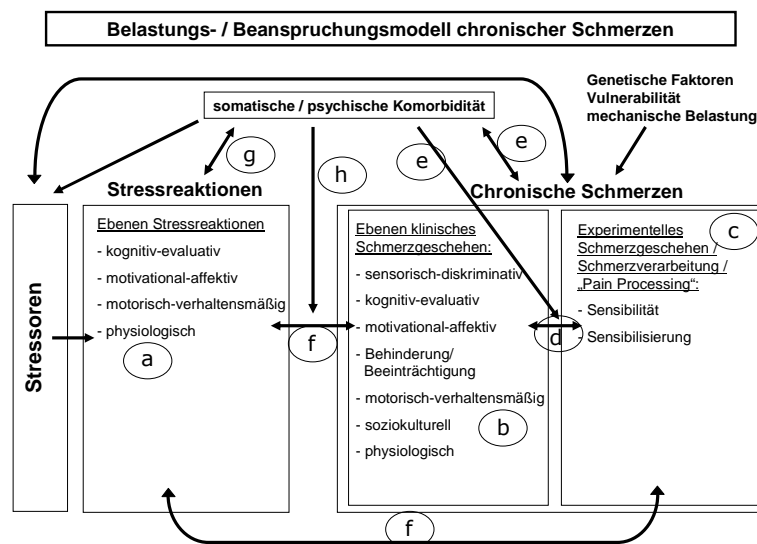 Belastungs- / Beanspruchungsmodell chronischer Schmerzen
Genetische Faktoren
Vulnerabilität
mechanische Belastung
somatische / psychische Komorbidität
g
h
e
e
Stressreaktionen
Chronische Schmerzen
Stressoren
Ebenen Stressreaktionen
- kognitiv-evaluativ
- motivational-affektiv
- motorisch-verhaltensmäßig
- physiologisch
a
f
Ebenen klinisches
Schmerzgeschehen:
- sensorisch-diskriminativ
- kognitiv-evaluativ
- motivational-affektiv
- Behinderung/
Beeinträchtigung
- motorisch-verhaltensmäßig
- soziokulturell
- physiologisch
b
d
c
Experimentelles
Schmerzgeschehen /
Schmerzverarbeitung /
„Pain Processing“:
- Sensibilität
- Sensibilisierung
f